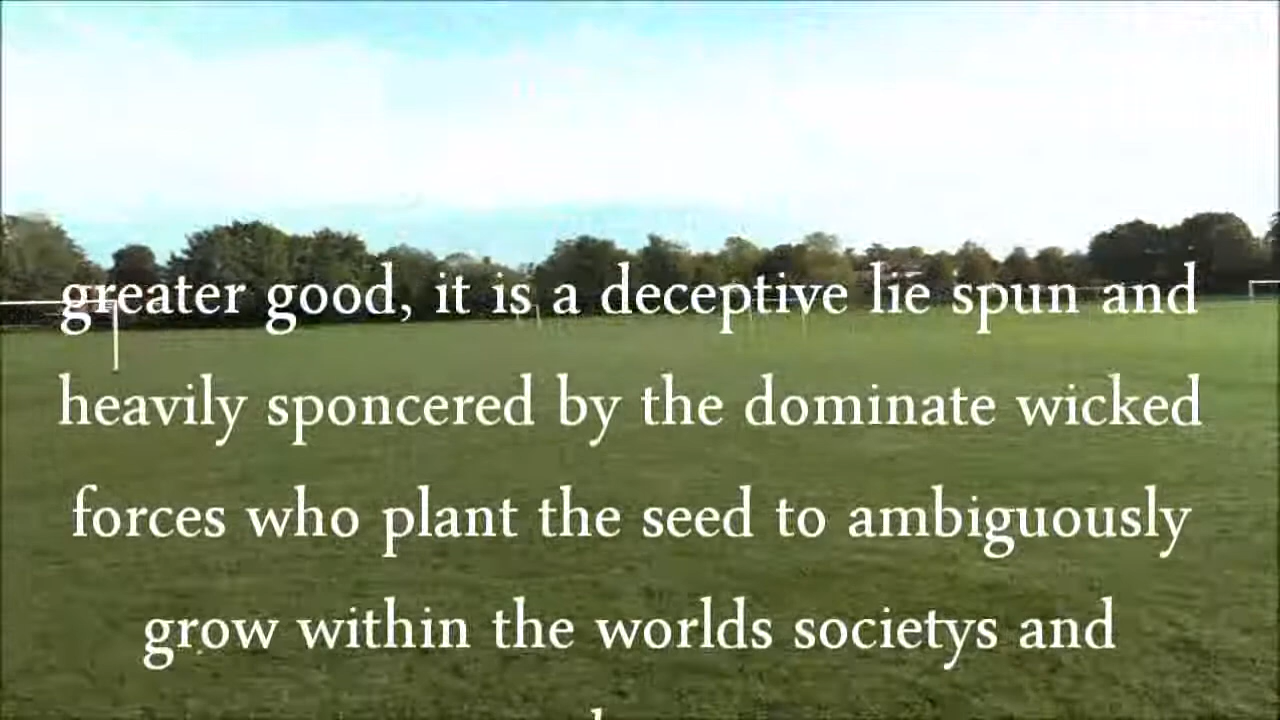 greater good, it is a deceptive lie spun and
heavily sponcered by the dominate wicked
forces who plant the seed to ambiguously
grow within the worlds societys and